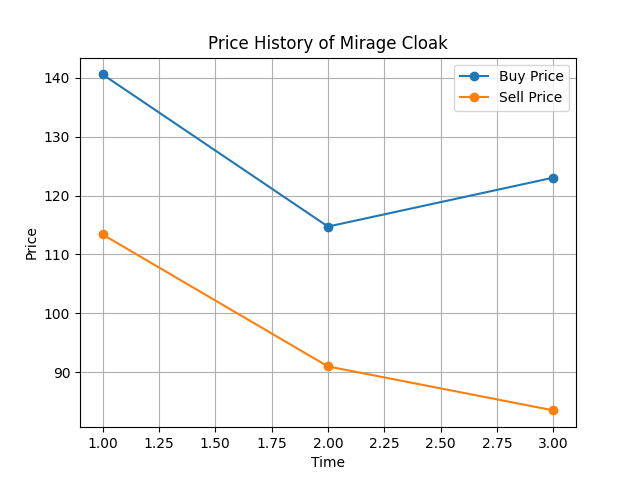 Price History of Mirage Cloak
Buy Price
Sell Price
Price
140
130
120
110
100
90
1.00 1.25 1.50 1.75 2.00 2.25 2.50 2.75 3.00
Time